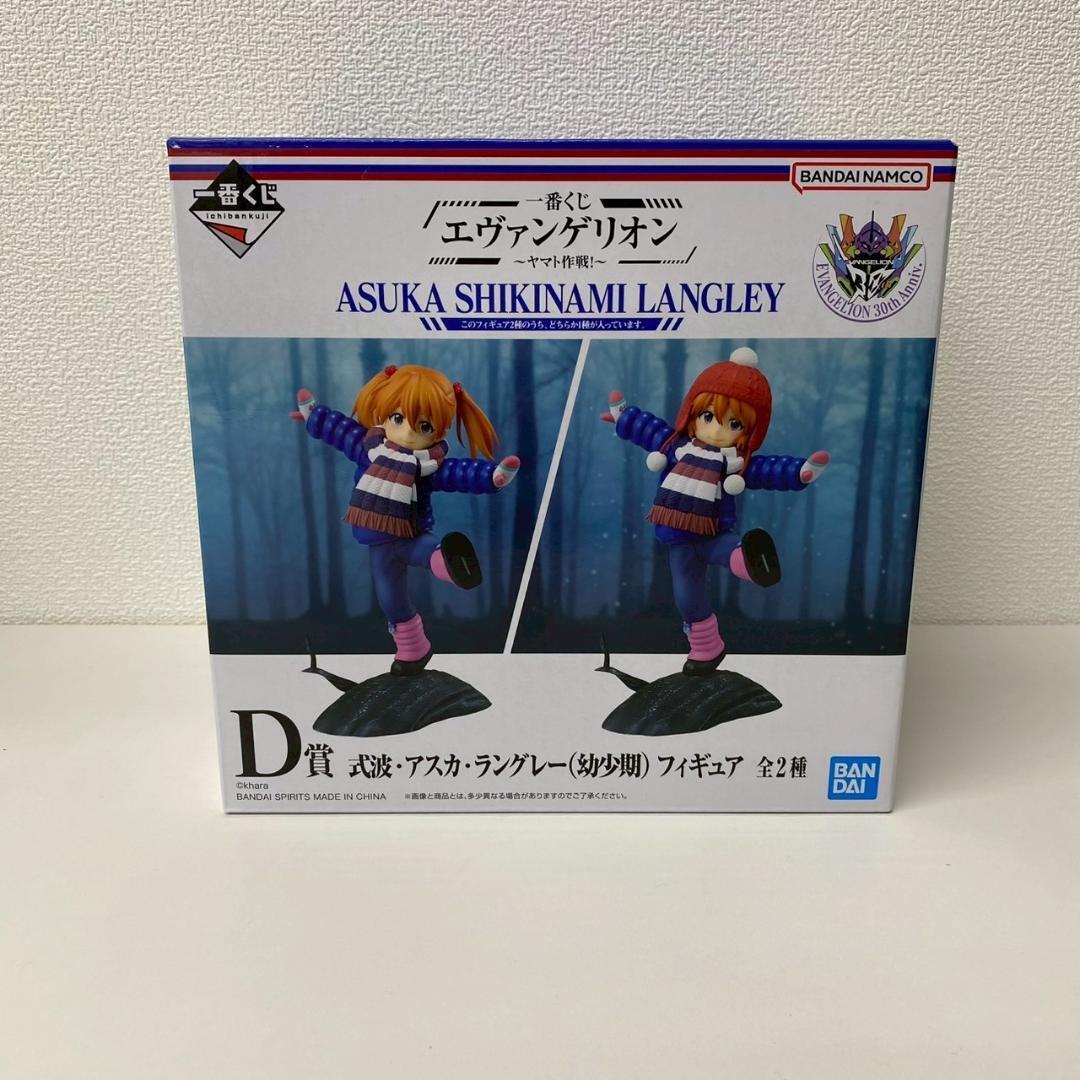 一番くじ
ichibankuji
一番くじ
エヴァンゲリオン
~ヤマト作戦!~
BANDAI NAMCO
EVANGELION
EVANGELION 30th Anniv.
ASUKA SHIKINAMI LANGLEY
このフィギュア2種のうち、どちらか1種が入っています。
D賞 式波・アスカ・ラングレー(幼少期) フィギュア 全2種
©khara
BANDAI SPIRITS MADE IN CHINA ※画像と商品とは、多少異なる場合がありますのでご了承ください。
BAN
DAI